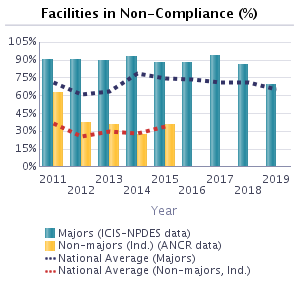 Facilities in Non-Compliance (%)
105%
90%
75%
60%
45%
30%
15%
0%
2011 2013 2015 2017 2019
2012 2014 2016 2018
Year
Majors (ICIS-NPDES data)
Non-majors (Ind.) (ANCR data)
National Average (Majors)
National Average (Non-majors, Ind.)